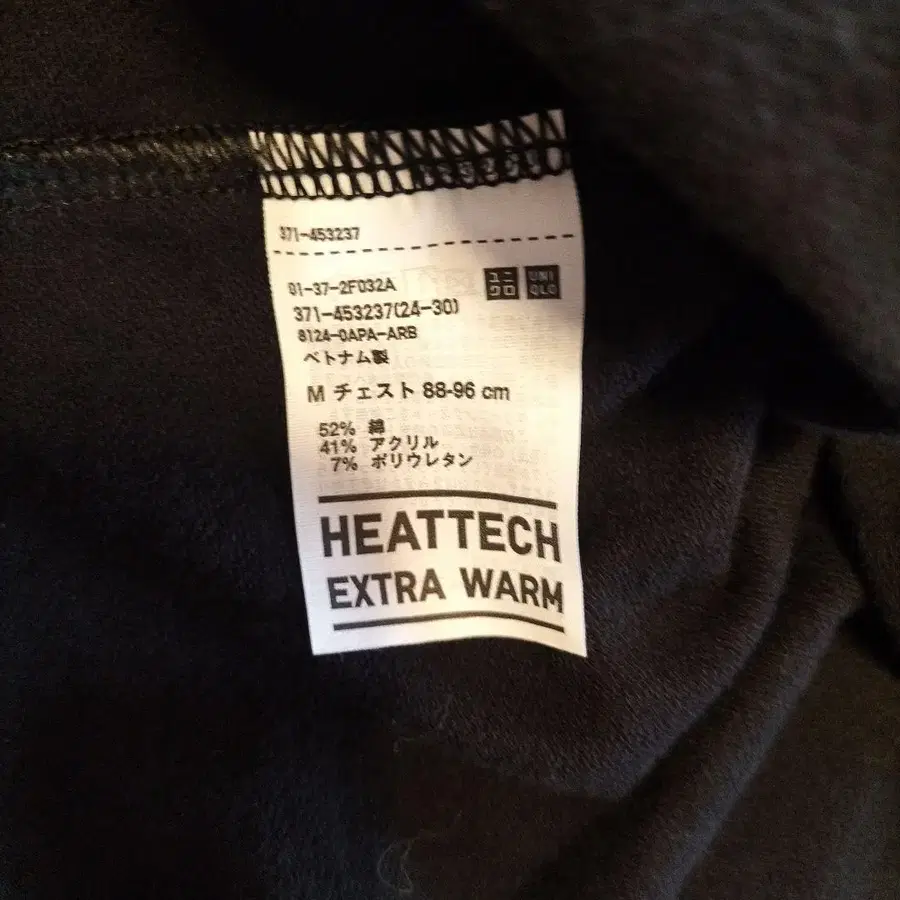 371-453237
ユニクロ UNIQLO
01-37-2F032A
371-453237(24-30)
8124-0APA-ARB
ベトナム製
M チェスト 88-96 cm
52% 綿
41% アクリル
7% ポリウレタン
HEATTECH
EXTRA WARM